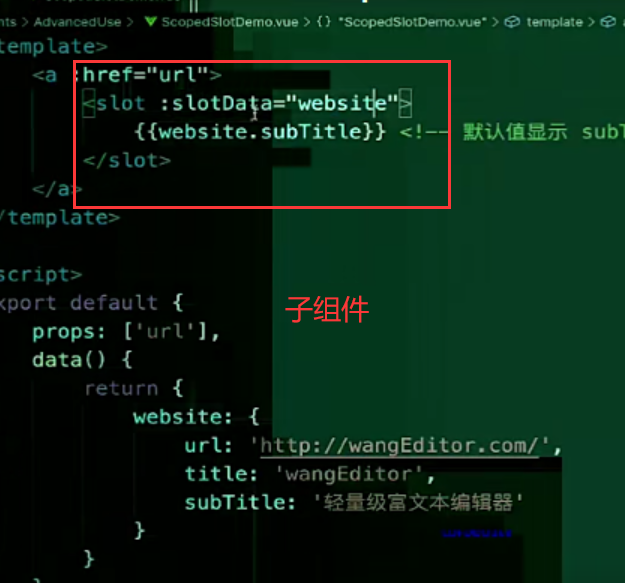 nts > AdvancedUse > ScopedSlotDemo.vue > {} "ScopedSlotDemo.vue" > template >
template>
<a :href="url">
<slot :slotData="website">
{{website.subTitle}} <!-- 默认值显示 subT
</slot>
</a>
/template>
script>
xport default {
子组件
props: ['url'],
data() {
return {
website: {
url: 'http://wangEditor.com/',
title: 'wangEditor',
subTitle: '轻量级富文本编辑器'
}
}